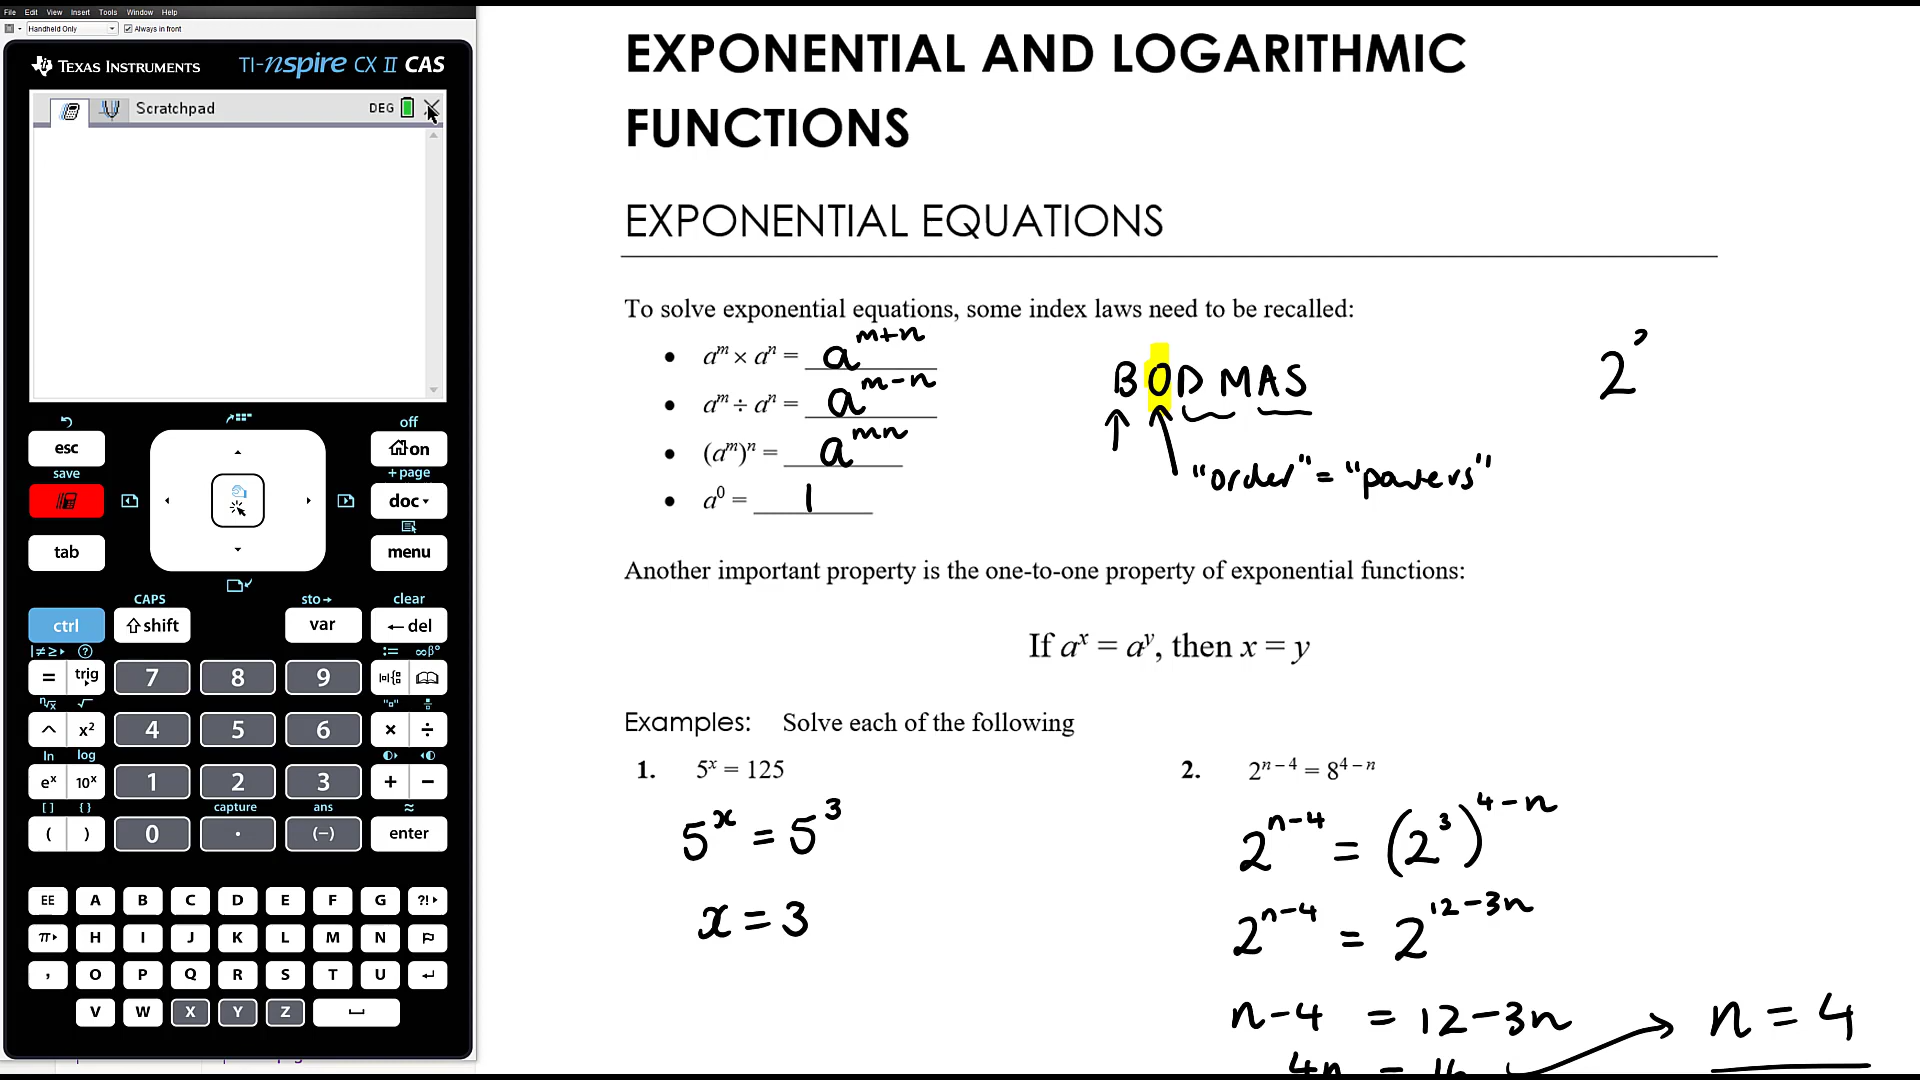 File Edit View Insert Tools Window Help
Handheld Only Always in front
TEXAS INSTRUMENTS TI-nspire CX II CAS
Scratchpad DEG
off
esc on
save +page
doc
tab menu
CAPS sto→ clear
ctrl ⇧shift var ←del
|≠≥▸ ? := ∞β°
= trig 7 8 9
ⁿ√x √
^ x² 4 5 6 × ÷
ln log
eˣ 10ˣ 1 2 3 + −
[ ] { } capture ans ≈
( ) 0 . (−) enter
EE A B C D E F G ?!▸
π▸ H I J K L M N
, O P Q R S T U ↵
V W X Y Z
EXPONENTIAL AND LOGARITHMIC
FUNCTIONS
EXPONENTIAL EQUATIONS
To solve exponential equations, some index laws need to be recalled:
• aᵐ × aⁿ = a^(m+n)
• aᵐ ÷ aⁿ = a^(m−n)
• (aᵐ)ⁿ = a^(mn)
• a⁰ = 1
BODMAS
"order" = "powers"
2
Another important property is the one-to-one property of exponential functions:
If aˣ = aʸ, then x = y
Examples: Solve each of the following
1. 5ˣ = 125
5ˣ = 5³
x = 3
2. 2ⁿ⁻⁴ = 8⁴⁻ⁿ
2ⁿ⁻⁴ = (2³)⁴⁻ⁿ
2ⁿ⁻⁴ = 2^(12−3n)
n−4 = 12−3n
4n = 16
n = 4